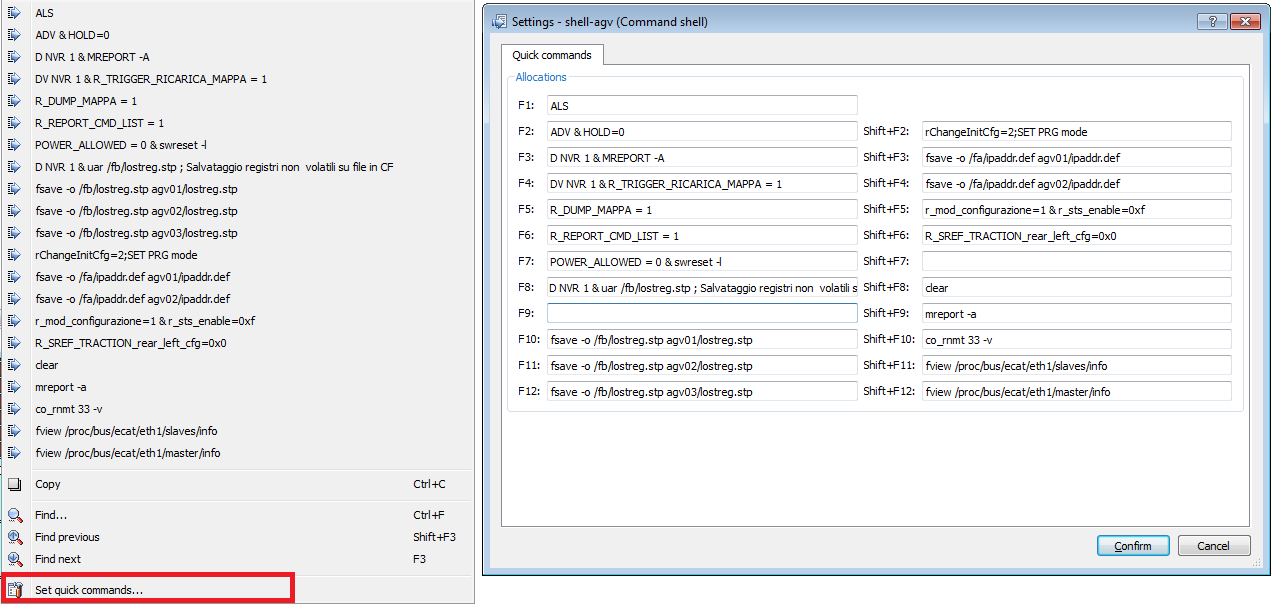 ALS
ADV & HOLD=0
D NVR 1 & MREPORT -A
DV NVR 1 & R_TRIGGER_RICARICA_MAPPA = 1
R_DUMP_MAPPA = 1
R_REPORT_CMD_LIST = 1
POWER_ALLOWED = 0 & swreset -l
D NVR 1 & uar /fb/lostreg.stp ; Salvataggio registri non  volatili su file in CF
fsave -o /fb/lostreg.stp agv01/lostreg.stp
fsave -o /fb/lostreg.stp agv02/lostreg.stp
fsave -o /fb/lostreg.stp agv03/lostreg.stp
rChangeInitCfg=2;SET PRG mode
fsave -o /fa/ipaddr.def agv01/ipaddr.def
fsave -o /fa/ipaddr.def agv02/ipaddr.def
r_mod_configurazione=1 & r_sts_enable=0xf
R_SREF_TRACTION_rear_left_cfg=0x0
clear
mreport -a
co_rnmt 33 -v
fview /proc/bus/ecat/eth1/slaves/info
fview /proc/bus/ecat/eth1/master/info
Copy Ctrl+C
Find... Ctrl+F
Find previous Shift+F3
Find next F3
Set quick commands...
Settings - shell-agv (Command shell)
Quick commands
Allocations
F1: ALS
F2: ADV & HOLD=0 Shift+F2: rChangeInitCfg=2;SET PRG mode
F3: D NVR 1 & MREPORT -A Shift+F3: fsave -o /fa/ipaddr.def agv01/ipaddr.def
F4: DV NVR 1 & R_TRIGGER_RICARICA_MAPPA = 1 Shift+F4: fsave -o /fa/ipaddr.def agv02/ipaddr.def
F5: R_DUMP_MAPPA = 1 Shift+F5: r_mod_configurazione=1 & r_sts_enable=0xf
F6: R_REPORT_CMD_LIST = 1 Shift+F6: R_SREF_TRACTION_rear_left_cfg=0x0
F7: POWER_ALLOWED = 0 & swreset -l Shift+F7:
F8: D NVR 1 & uar /fb/lostreg.stp ; Salvataggio registri non  volatili s Shift+F8: clear
F9: Shift+F9: mreport -a
F10: fsave -o /fb/lostreg.stp agv01/lostreg.stp Shift+F10: co_rnmt 33 -v
F11: fsave -o /fb/lostreg.stp agv02/lostreg.stp Shift+F11: fview /proc/bus/ecat/eth1/slaves/info
F12: fsave -o /fb/lostreg.stp agv03/lostreg.stp Shift+F12: fview /proc/bus/ecat/eth1/master/info
Confirm Cancel